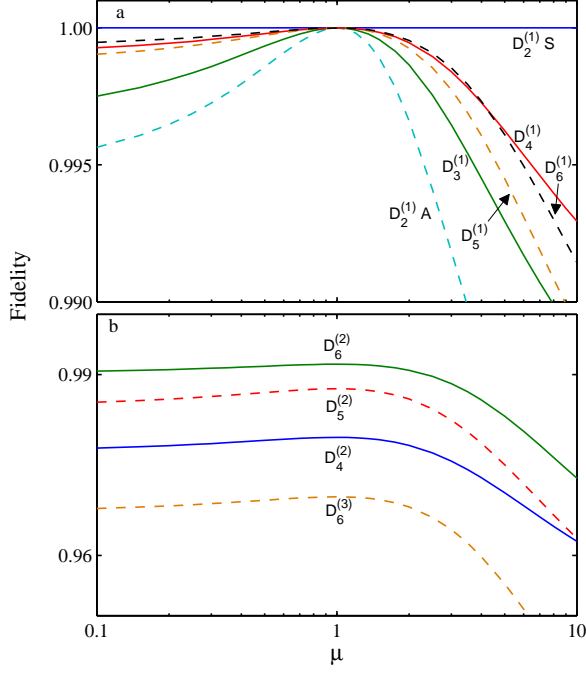 a
1.00
D₂⁽¹⁾ S
D₄⁽¹⁾
0.995
D₃⁽¹⁾
D₆⁽¹⁾
D₂⁽¹⁾ A
D₅⁽¹⁾
0.990
Fidelity
b
D₆⁽²⁾
0.99
D₅⁽²⁾
D₄⁽²⁾
D₆⁽³⁾
0.96
0.1
1
10
μ